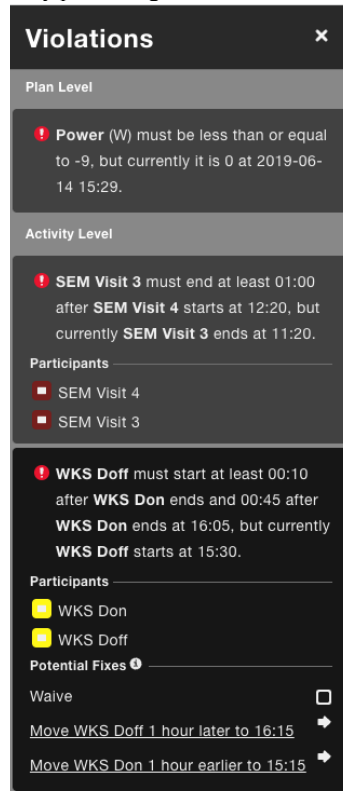 Violations ×
Plan Level
Power (W) must be less than or equal
to -9, but currently it is 0 at 2019-06-
14 15:29.
Activity Level
SEM Visit 3 must end at least 01:00
after SEM Visit 4 starts at 12:20, but
currently SEM Visit 3 ends at 11:20.
Participants
SEM Visit 4
SEM Visit 3
WKS Doff must start at least 00:10
after WKS Don ends and 00:45 after
WKS Don ends at 16:05, but currently
WKS Doff starts at 15:30.
Participants
WKS Don
WKS Doff
Potential Fixes
Waive
Move WKS Doff 1 hour later to 16:15
Move WKS Don 1 hour earlier to 15:15